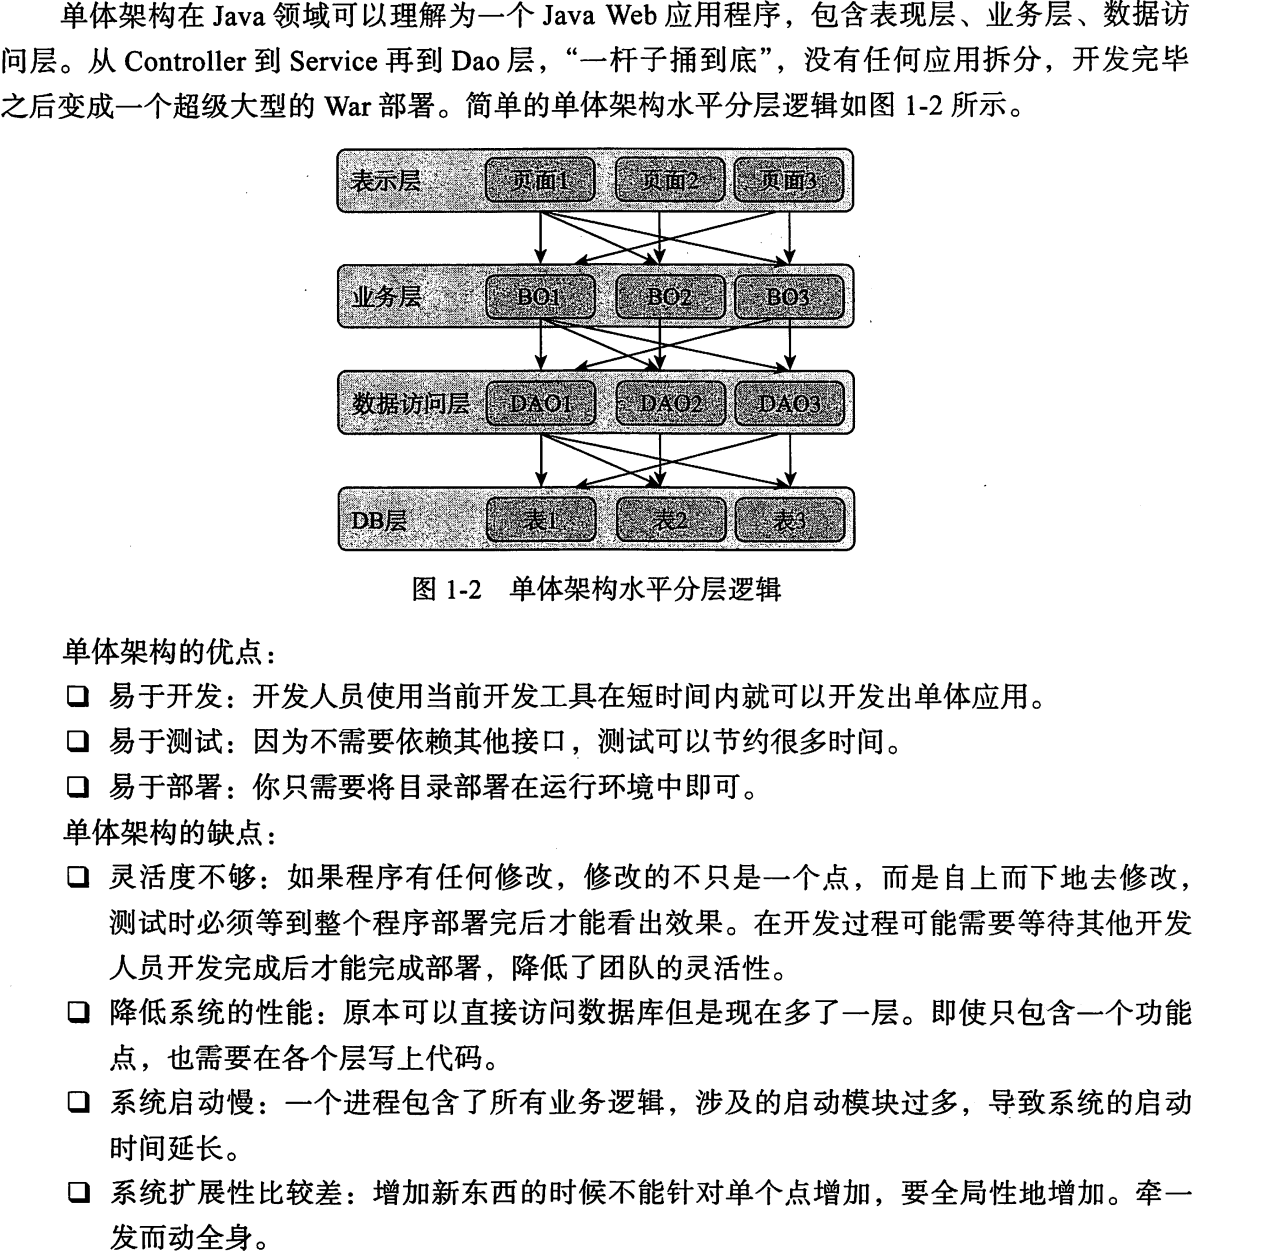 单体架构在 Java 领域可以理解为一个 Java Web 应用程序，包含表现层、业务层、数据访
问层。从 Controller 到 Service 再到 Dao 层，“一杆子捅到底”，没有任何应用拆分，开发完毕
之后变成一个超级大型的 War 部署。简单的单体架构水平分层逻辑如图 1-2 所示。
表示层 页面1 页面2 页面3
业务层 BO1 BO2 BO3
数据访问层 DAO1 DAO2 DAO3
DB层 表1 表2 表3
图 1-2 单体架构水平分层逻辑
单体架构的优点：
❑ 易于开发：开发人员使用当前开发工具在短时间内就可以开发出单体应用。
❑ 易于测试：因为不需要依赖其他接口，测试可以节约很多时间。
❑ 易于部署：你只需要将目录部署在运行环境中即可。
单体架构的缺点：
❑ 灵活度不够：如果程序有任何修改，修改的不只是一个点，而是自上而下地去修改，
测试时必须等到整个程序部署完后才能看出效果。在开发过程可能需要等待其他开发
人员开发完成后才能完成部署，降低了团队的灵活性。
❑ 降低系统的性能：原本可以直接访问数据库但是现在多了一层。即使只包含一个功能
点，也需要在各个层写上代码。
❑ 系统启动慢：一个进程包含了所有业务逻辑，涉及的启动模块过多，导致系统的启动
时间延长。
❑ 系统扩展性比较差：增加新东西的时候不能针对单个点增加，要全局性地增加。牵一
发而动全身。